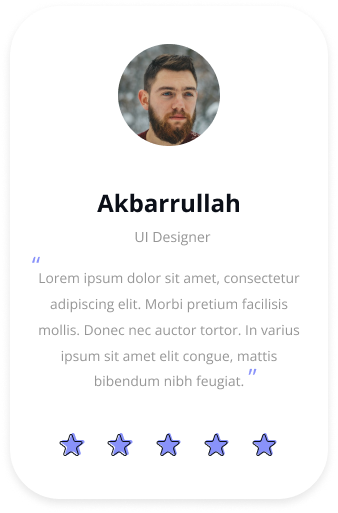 Akbarrullah
UI Designer
“
Lorem ipsum dolor sit amet, consectetur
adipiscing elit. Morbi pretium facilisis
mollis. Donec nec auctor tortor. In varius
ipsum sit amet elit congue, mattis
bibendum nibh feugiat. ”